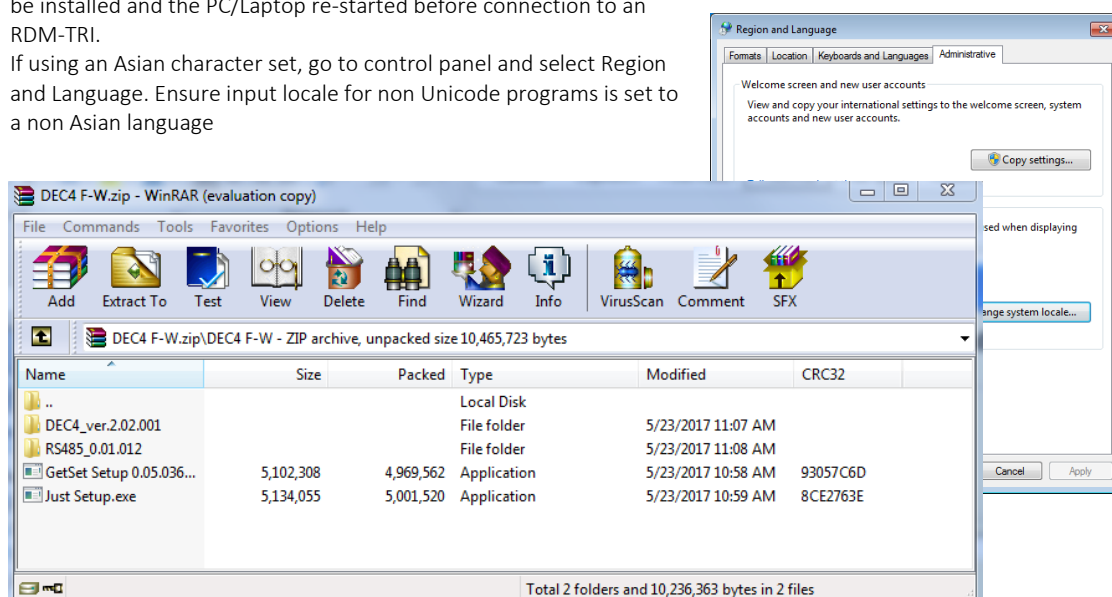 be installed and the PC/Laptop re-started before connection to an
RDM-TRI.
If using an Asian character set, go to control panel and select Region
and Language. Ensure input locale for non Unicode programs is set to
a non Asian language
Region and Language
Formats Location Keyboards and Languages Administrative
Welcome screen and new user accounts
View and copy your international settings to the welcome screen, system
accounts and new user accounts.
Copy settings...
sed when displaying
ange system locale...
Cancel Apply
DEC4 F-W.zip - WinRAR (evaluation copy)
File Commands Tools Favorites Options Help
Add Extract To Test View Delete Find Wizard Info VirusScan Comment SFX
DEC4 F-W.zip\DEC4 F-W - ZIP archive, unpacked size 10,465,723 bytes
Name Size Packed Type Modified CRC32
.. Local Disk
DEC4_ver.2.02.001 File folder 5/23/2017 11:07 AM
RS485_0.01.012 File folder 5/23/2017 11:08 AM
GetSet Setup 0.05.036... 5,102,308 4,969,562 Application 5/23/2017 10:58 AM 93057C6D
Just Setup.exe 5,134,055 5,001,520 Application 5/23/2017 10:59 AM 8CE2763E
Total 2 folders and 10,236,363 bytes in 2 files